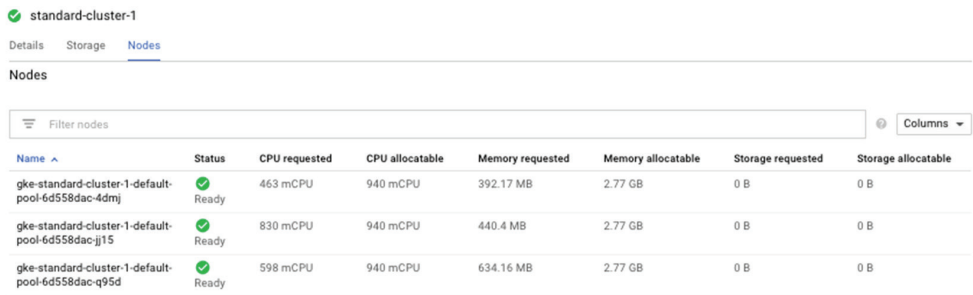 standard-cluster-1
Details Storage Nodes
Nodes
Filter nodes Columns
Name Status CPU requested CPU allocatable Memory requested Memory allocatable Storage requested Storage allocatable
gke-standard-cluster-1-default-
pool-6d558dac-4dmj Ready 463 mCPU 940 mCPU 392.17 MB 2.77 GB 0 B 0 B
gke-standard-cluster-1-default-
pool-6d558dac-jj15 Ready 830 mCPU 940 mCPU 440.4 MB 2.77 GB 0 B 0 B
gke-standard-cluster-1-default-
pool-6d558dac-q95d Ready 598 mCPU 940 mCPU 634.16 MB 2.77 GB 0 B 0 B